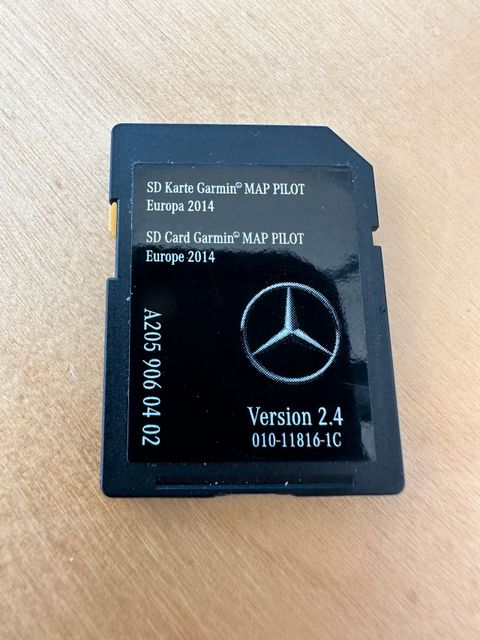 SD Karte Garmin® MAP PILOT
Europa 2014
SD Card Garmin® MAP PILOT
Europe 2014
A205 906 04 02
Version 2.4
010-11816-1C